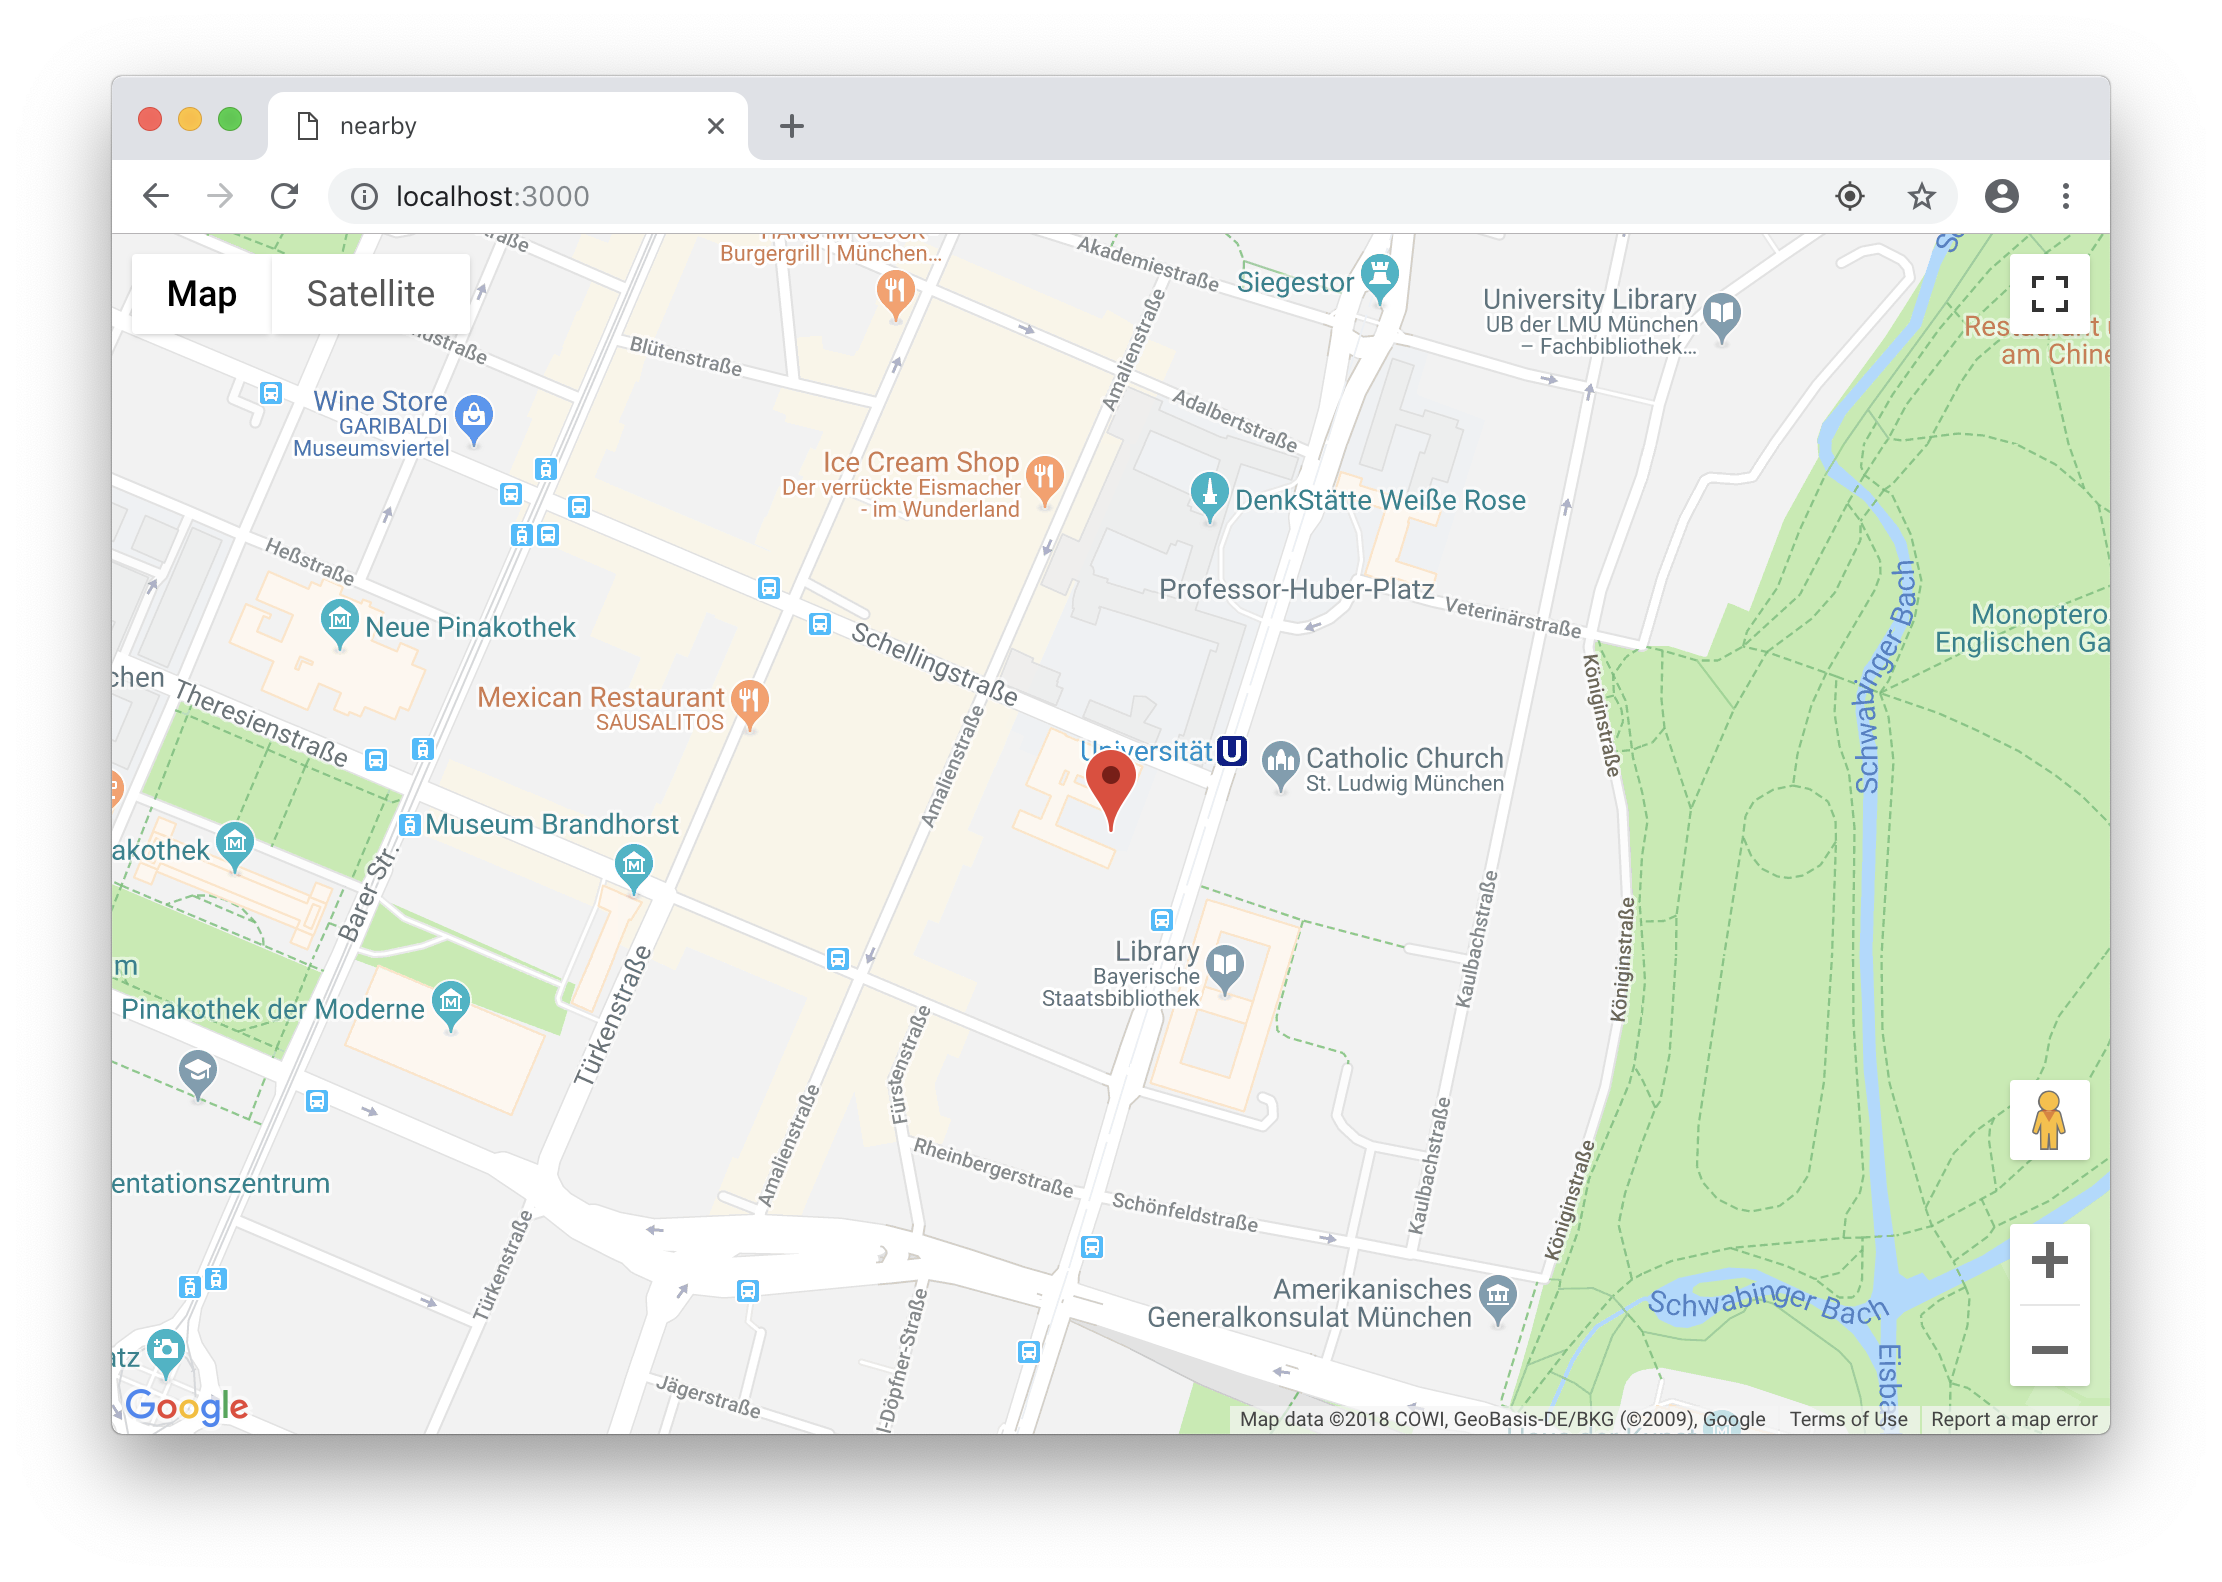 nearby
localhost:3000
Map
Satellite
Burgergrill | München...
Akademiestraße
Siegestor
University Library
UB der LMU München
– Fachbibliothek...
am Chine
Blütenstraße
Amalienstraße
Adalbertstraße
Wine Store
GARIBALDI
Museumsviertel
Ice Cream Shop
Der verrückte Eismacher
- im Wunderland
DenkStätte Weiße Rose
Heßstraße
Professor-Huber-Platz
Veterinärstraße
Schwabinger Bach
Monoptero
Englischen Ga
Neue Pinakothek
Schellingstraße
chen
Theresienstraße
Mexican Restaurant
SAUSALITOS
Königinstraße
Amalienstraße
Universität
Catholic Church
St. Ludwig München
Museum Brandhorst
akothek
Barer Str.
Kaulbachstraße
Königinstraße
Library
Bayerische
Staatsbibliothek
m
Pinakothek der Moderne
Türkenstraße
Fürstenstraße
Amalienstraße
Kaulbachstraße
Rheinbergerstraße
Schönfeldstraße
Königinstraße
entationszentrum
Türkenstraße
Amerikanisches
Generalkonsulat München
Schwabinger Bach
Eisba
atz
Jägerstraße
l-Döpfner-Straße
Google
Map data ©2018 COWI, GeoBasis-DE/BKG (©2009), Google
Terms of Use
Report a map error